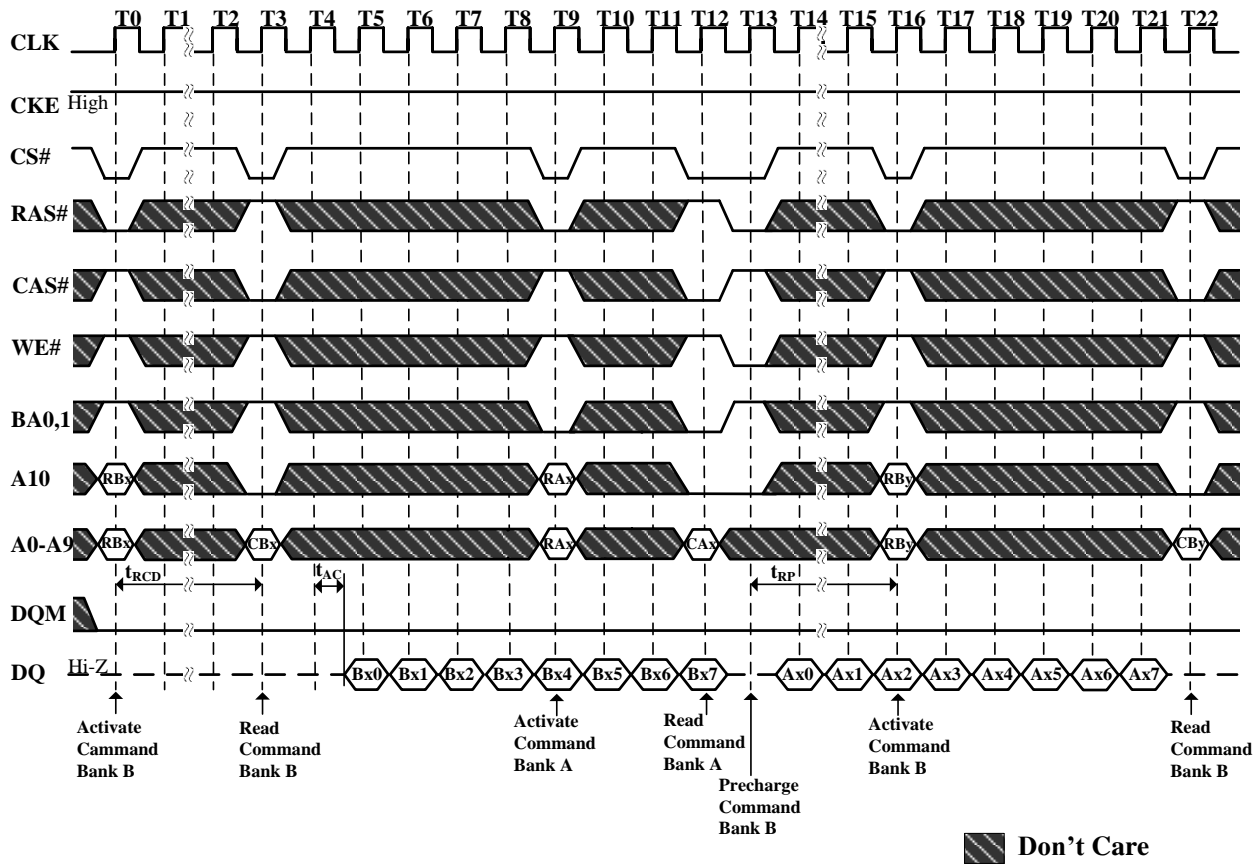 T0 T1 T2 T3 T4 T5 T6 T7 T8 T9 T10 T11 T12 T13 T14 T15 T16 T17 T18 T19 T20 T21 T22
CLK
CKE High
CS#
RAS#
CAS#
WE#
BA0,1
A10 RBx RAx RBy
A0-A9 RBx CBx RAx CAx RBy CBy
tRCD tAC tRP
DQM
DQ Hi-Z Bx0 Bx1 Bx2 Bx3 Bx4 Bx5 Bx6 Bx7 Ax0 Ax1 Ax2 Ax3 Ax4 Ax5 Ax6 Ax7
Activate
Cammand
Bank B
Read
Command
Bank B
Activate
Command
Bank A
Read
Command
Bank A
Precharge
Command
Bank B
Activate
Command
Bank B
Read
Command
Bank B
Don't Care